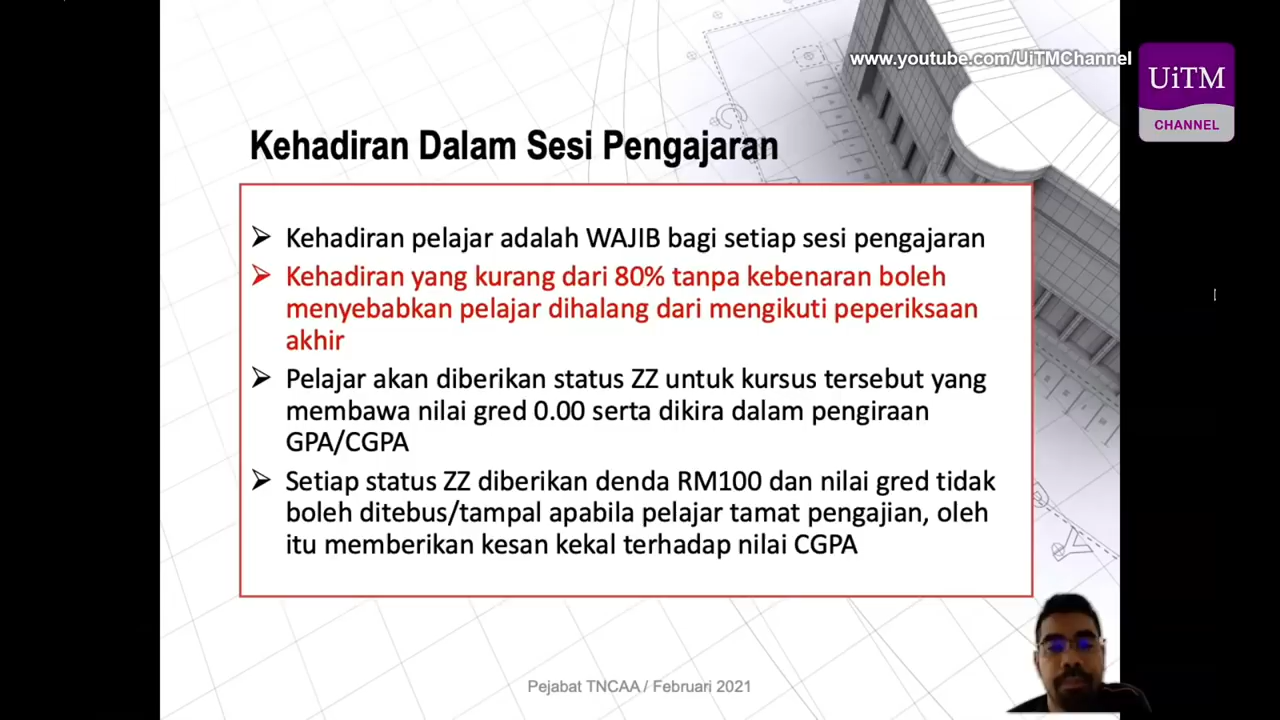 www.youtube.com/UiTMChannel
UiTM
CHANNEL
Kehadiran Dalam Sesi Pengajaran
➢ Kehadiran pelajar adalah WAJIB bagi setiap sesi pengajaran
➢ Kehadiran yang kurang dari 80% tanpa kebenaran boleh
menyebabkan pelajar dihalang dari mengikuti peperiksaan
akhir
➢ Pelajar akan diberikan status ZZ untuk kursus tersebut yang
membawa nilai gred 0.00 serta dikira dalam pengiraan
GPA/CGPA
➢ Setiap status ZZ diberikan denda RM100 dan nilai gred tidak
boleh ditebus/tampal apabila pelajar tamat pengajian, oleh
itu memberikan kesan kekal terhadap nilai CGPA
Pejabat TNCAA / Februari 2021